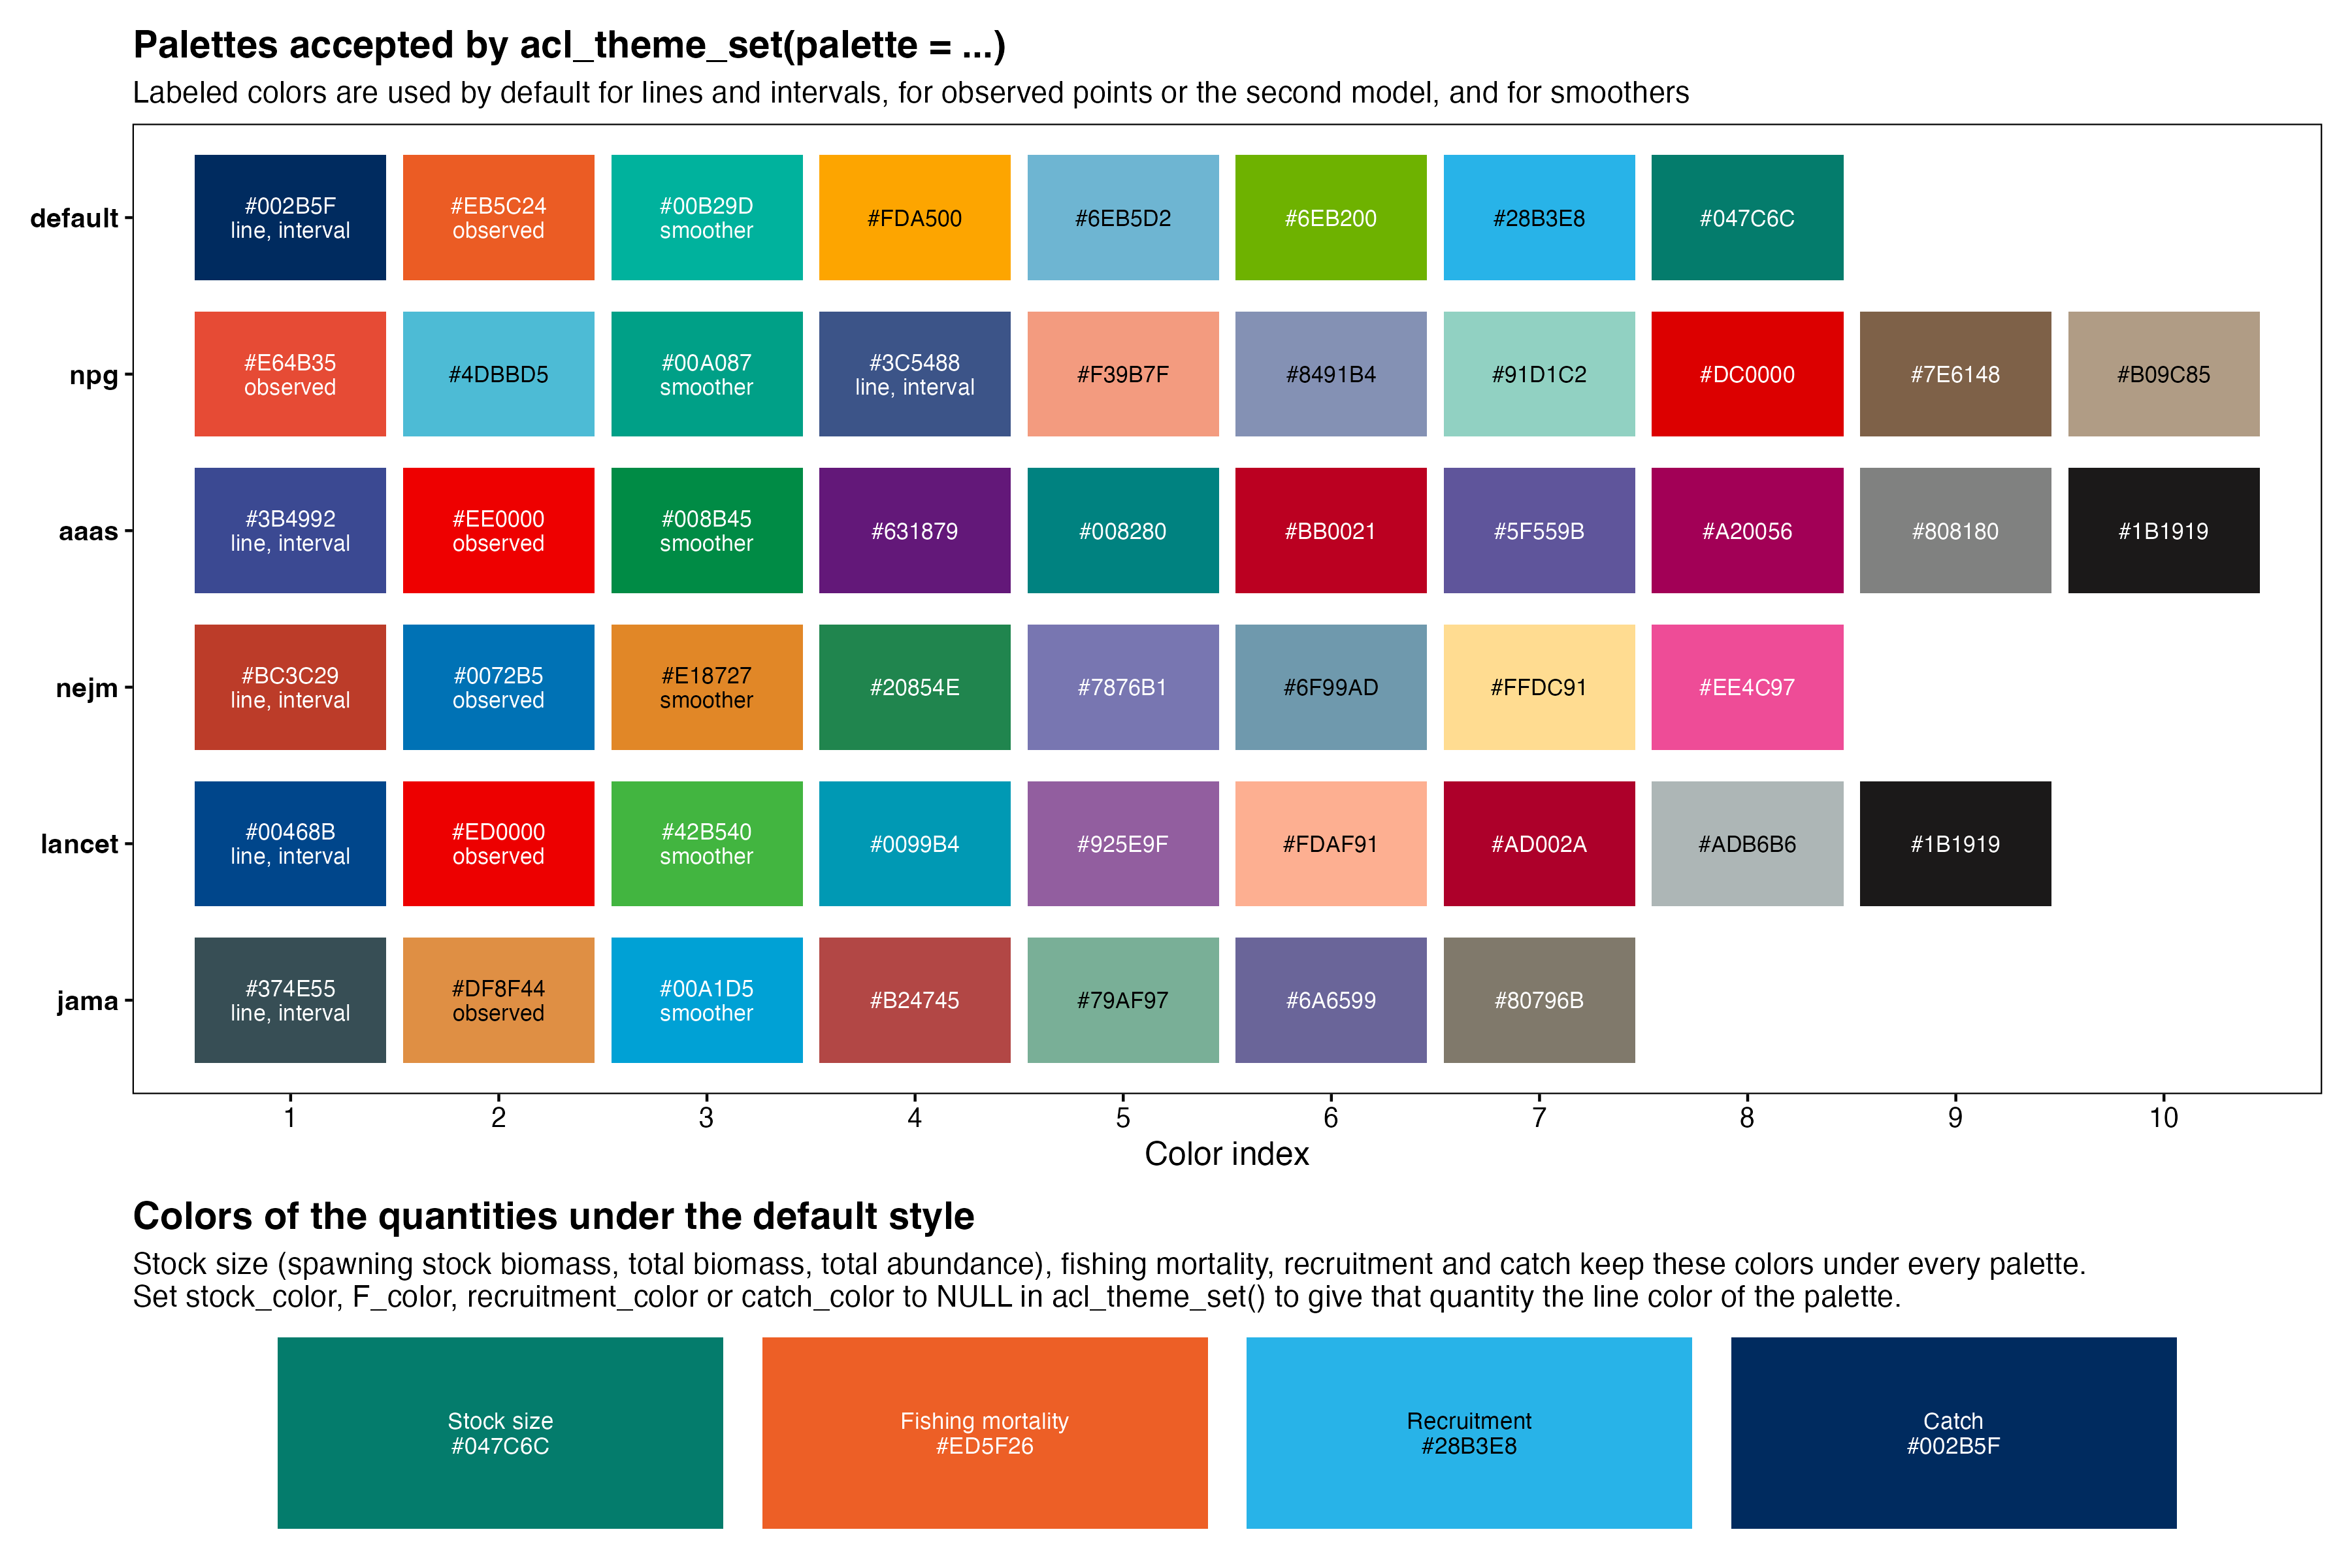 Palettes accepted by acl_theme_set(palette = ...)
Labeled colors are used by default for lines and intervals, for observed points or the second model, and for smoothers
default
#002B5F
line, interval
#EB5C24
observed
#00B29D
smoother
#FDA500
#6EB5D2
#6EB200
#28B3E8
#047C6C
npg
#E64B35
observed
#4DBBD5
#00A087
smoother
#3C5488
line, interval
#F39B7F
#8491B4
#91D1C2
#DC0000
#7E6148
#B09C85
aaas
#3B4992
line, interval
#EE0000
observed
#008B45
smoother
#631879
#008280
#BB0021
#5F559B
#A20056
#808180
#1B1919
nejm
#BC3C29
line, interval
#0072B5
observed
#E18727
smoother
#20854E
#7876B1
#6F99AD
#FFDC91
#EE4C97
lancet
#00468B
line, interval
#ED0000
observed
#42B540
smoother
#0099B4
#925E9F
#FDAF91
#AD002A
#ADB6B6
#1B1919
jama
#374E55
line, interval
#DF8F44
observed
#00A1D5
smoother
#B24745
#79AF97
#6A6599
#80796B
1 2 3 4 5 6 7 8 9 10
Color index
Colors of the quantities under the default style
Stock size (spawning stock biomass, total biomass, total abundance), fishing mortality, recruitment and catch keep these colors under every palette.
Set stock_color, F_color, recruitment_color or catch_color to NULL in acl_theme_set() to give that quantity the line color of the palette.
Stock size
#047C6C
Fishing mortality
#ED5F26
Recruitment
#28B3E8
Catch
#002B5F